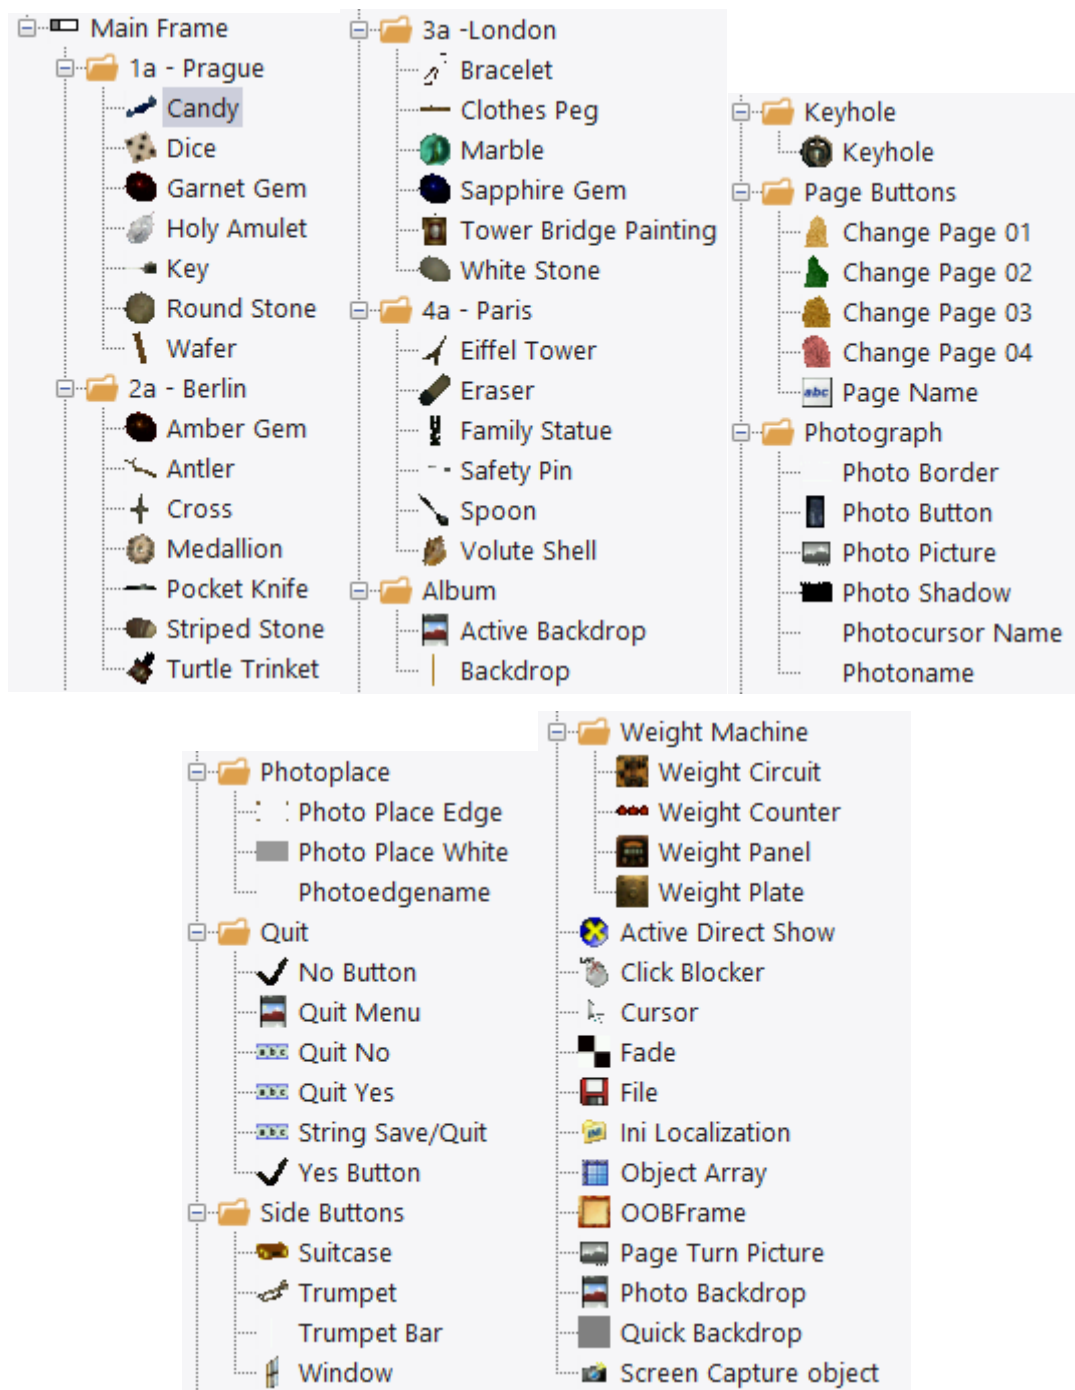 Main Frame
1a - Prague
Candy
Dice
Garnet Gem
Holy Amulet
Key
Round Stone
Wafer
2a - Berlin
Amber Gem
Antler
Cross
Medallion
Pocket Knife
Striped Stone
Turtle Trinket
3a -London
Bracelet
Clothes Peg
Marble
Sapphire Gem
Tower Bridge Painting
White Stone
4a - Paris
Eiffel Tower
Eraser
Family Statue
Safety Pin
Spoon
Volute Shell
Album
Active Backdrop
Backdrop
Keyhole
Keyhole
Page Buttons
Change Page 01
Change Page 02
Change Page 03
Change Page 04
abc Page Name
Photograph
Photo Border
Photo Button
Photo Picture
Photo Shadow
Photocursor Name
Photoname
Photoplace
Photo Place Edge
Photo Place White
Photoedgename
Quit
No Button
Quit Menu
abc Quit No
abc Quit Yes
abc String Save/Quit
Yes Button
Side Buttons
Suitcase
Trumpet
Trumpet Bar
Window
Weight Machine
Weight Circuit
Weight Counter
Weight Panel
Weight Plate
Active Direct Show
Click Blocker
Cursor
Fade
File
INI Ini Localization
Object Array
OOBFrame
Page Turn Picture
Photo Backdrop
Quick Backdrop
Screen Capture object